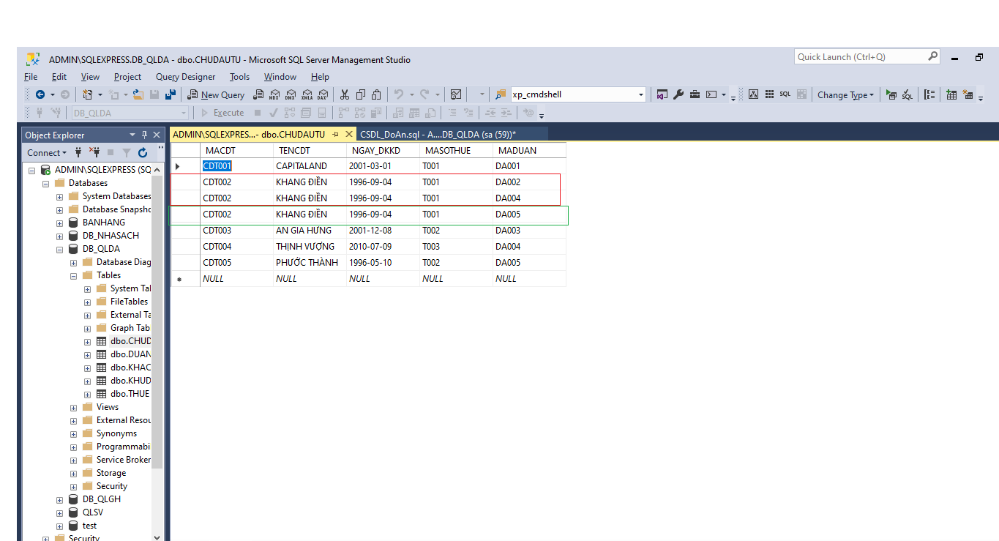 ADMIN\SQLEXPRESS.DB_QLDA - dbo.CHUDAUTU - Microsoft SQL Server Management Studio
Quick Launch (Ctrl+Q)
File Edit View Project Query Designer Tools Window Help
New Query MDX DMX XMLA DAX xp_cmdshell SQL Change Type SQL
DB_QLDA Execute
Object Explorer
ADMIN\SQLEXPRES...- dbo.CHUDAUTU CSDL_DoAn.sql - A....DB_QLDA (sa (59))*
Connect
ADMIN\SQLEXPRESS (SQ
Databases
System Databases
Database Snapsho
BANHANG
DB_NHASACH
DB_QLDA
Database Diag
Tables
System Tal
FileTables
External Ta
Graph Tab
dbo.CHUD
dbo.DUAN
dbo.KHAC
dbo.KHUD
dbo.THUE
Views
External Resou
Synonyms
Programmabi
Service Broker
Storage
Security
DB_QLGH
QLSV
test
Security
MACDT TENCDT NGAY_DKKD MASOTHUE MADUAN
CDT001 CAPITALAND 2001-03-01 T001 DA001
CDT002 KHANG ĐIỀN 1996-09-04 T001 DA002
CDT002 KHANG ĐIỀN 1996-09-04 T001 DA004
CDT002 KHANG ĐIỀN 1996-09-04 T001 DA005
CDT003 AN GIA HƯNG 2001-12-08 T002 DA003
CDT004 THỊNH VƯỢNG 2010-07-09 T003 DA004
CDT005 PHƯỚC THÀNH 1996-05-10 T002 DA005
NULL NULL NULL NULL NULL